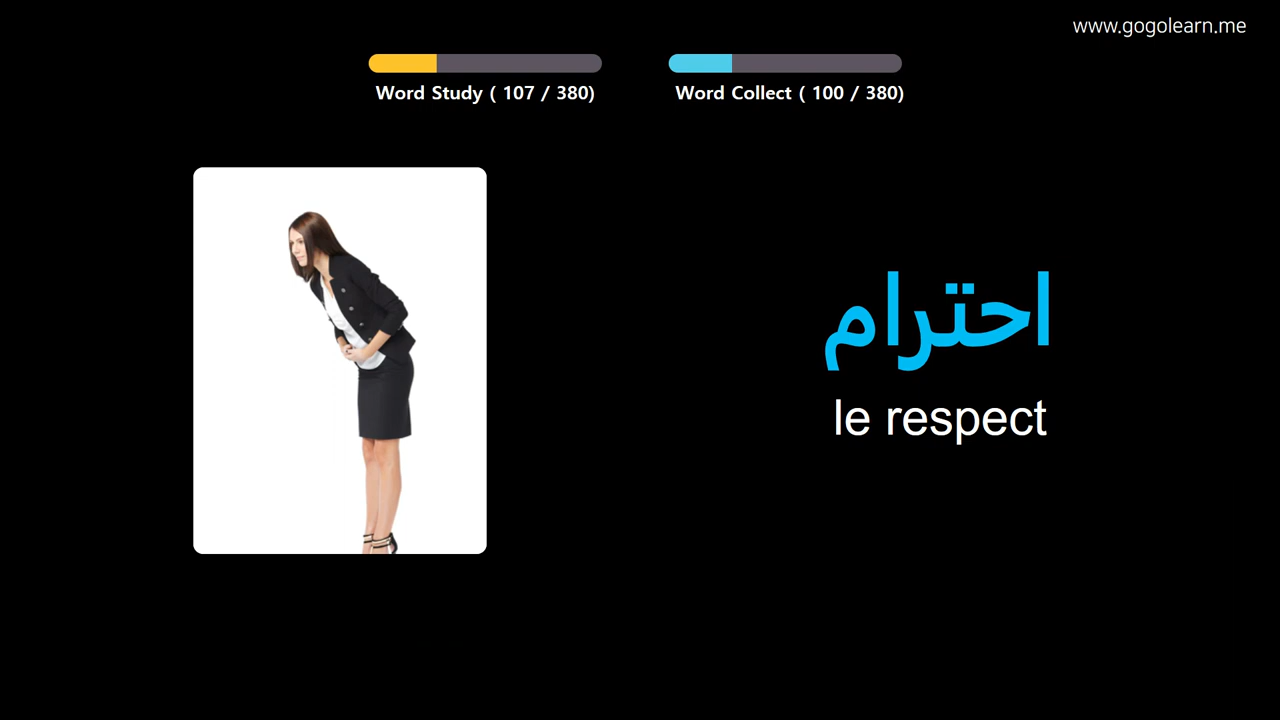 www.gogolearn.me
Word Study ( 107 / 380)
Word Collect ( 100 / 380)
احترام
le respect